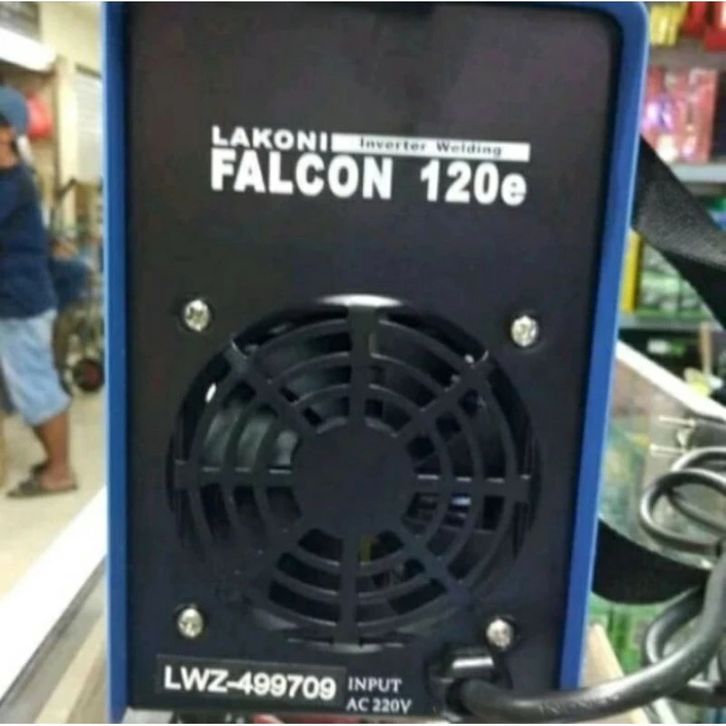 LAKONI Inverter Welding
FALCON 120e
LWZ-499709 INPUT
AC 220V